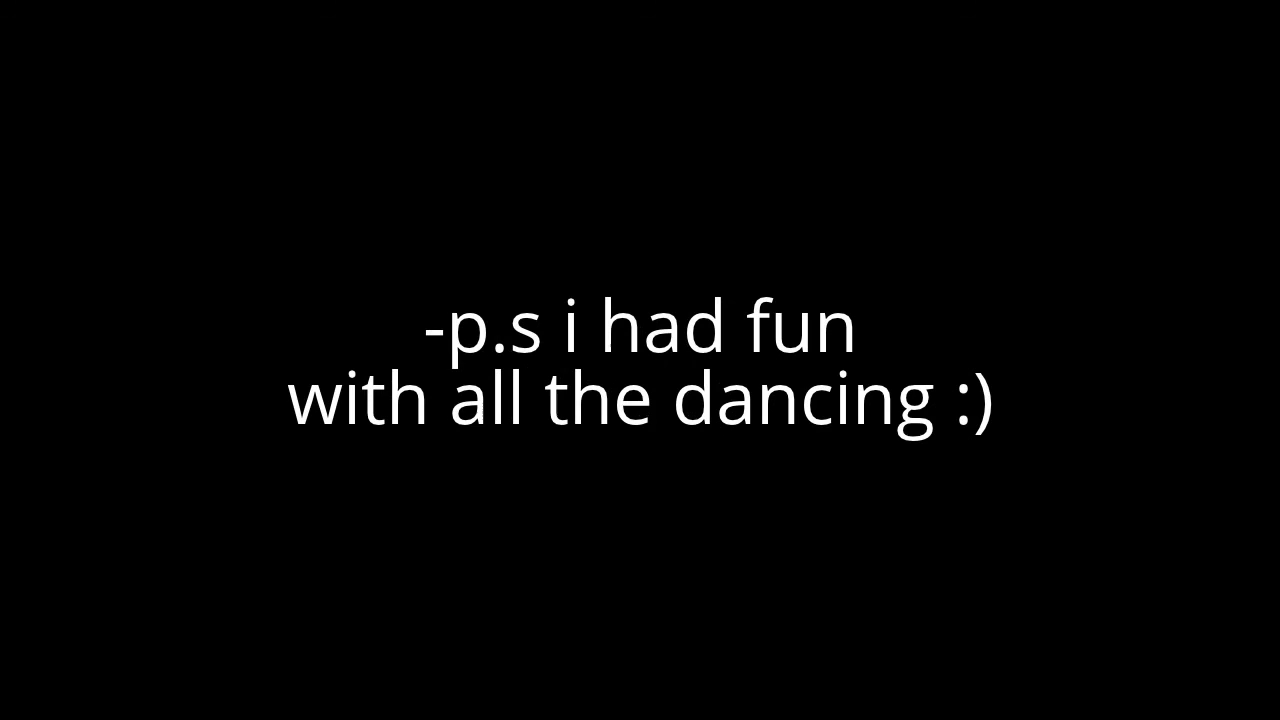 -p.s i had fun
with all the dancing :)